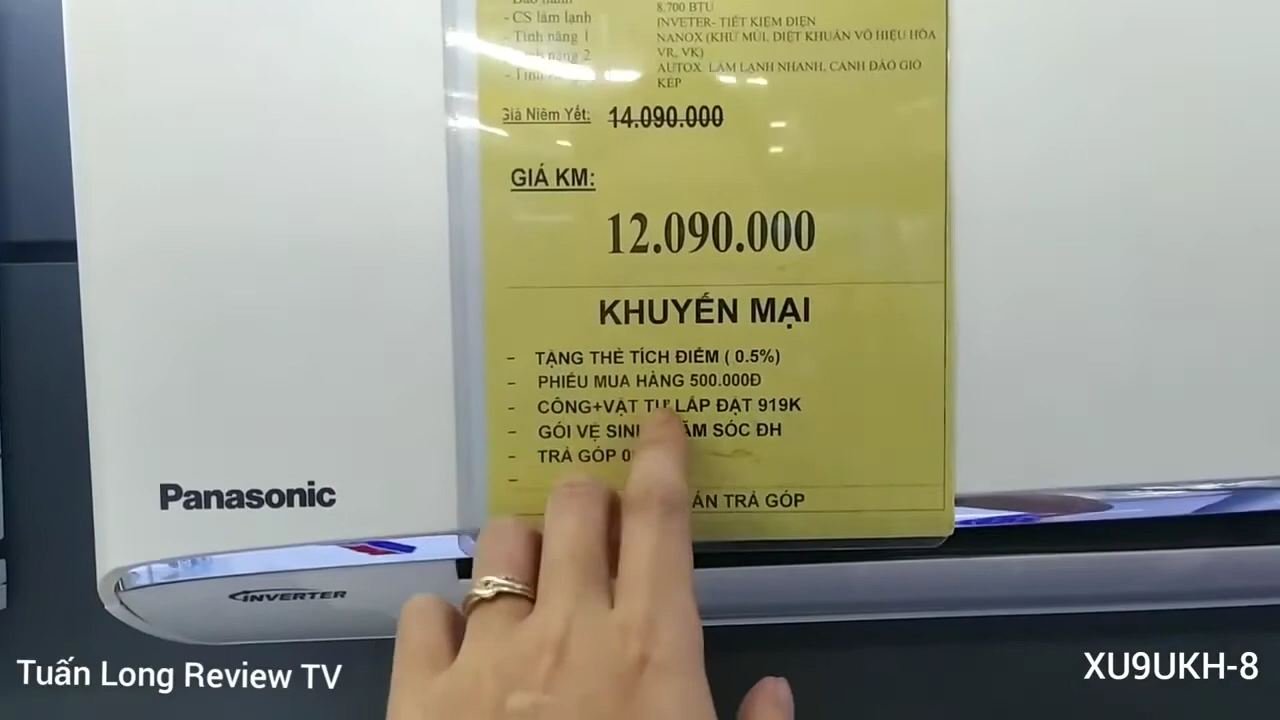 - CS làm lạnh
8.700 BTU
INVETER- TIẾT KIỆM ĐIỆN
- Tính năng 1
NANOX (KHỬ MÙI, DIỆT KHUẨN VÔ HIỆU HÓA
VR, VK)
năng 2
AUTOX LÀM LẠNH NHANH, CÁNH ĐẢO GIÓ
KÉP
Giá Niêm Yết: 14.090.000
GIÁ KM:
12.090.000
KHUYẾN MẠI
- TẶNG THẺ TÍCH ĐIỂM ( 0.5%)
- PHIẾU MUA HÀNG 500.000Đ
- CÔNG+VẬT TƯ LẮP ĐẶT 919K
- GÓI VỆ SÓC ĐH
- TRẢ GÓP
-
TRẢ GÓP
Panasonic
INVERTER
Tuấn Long Review TV
XU9UKH-8